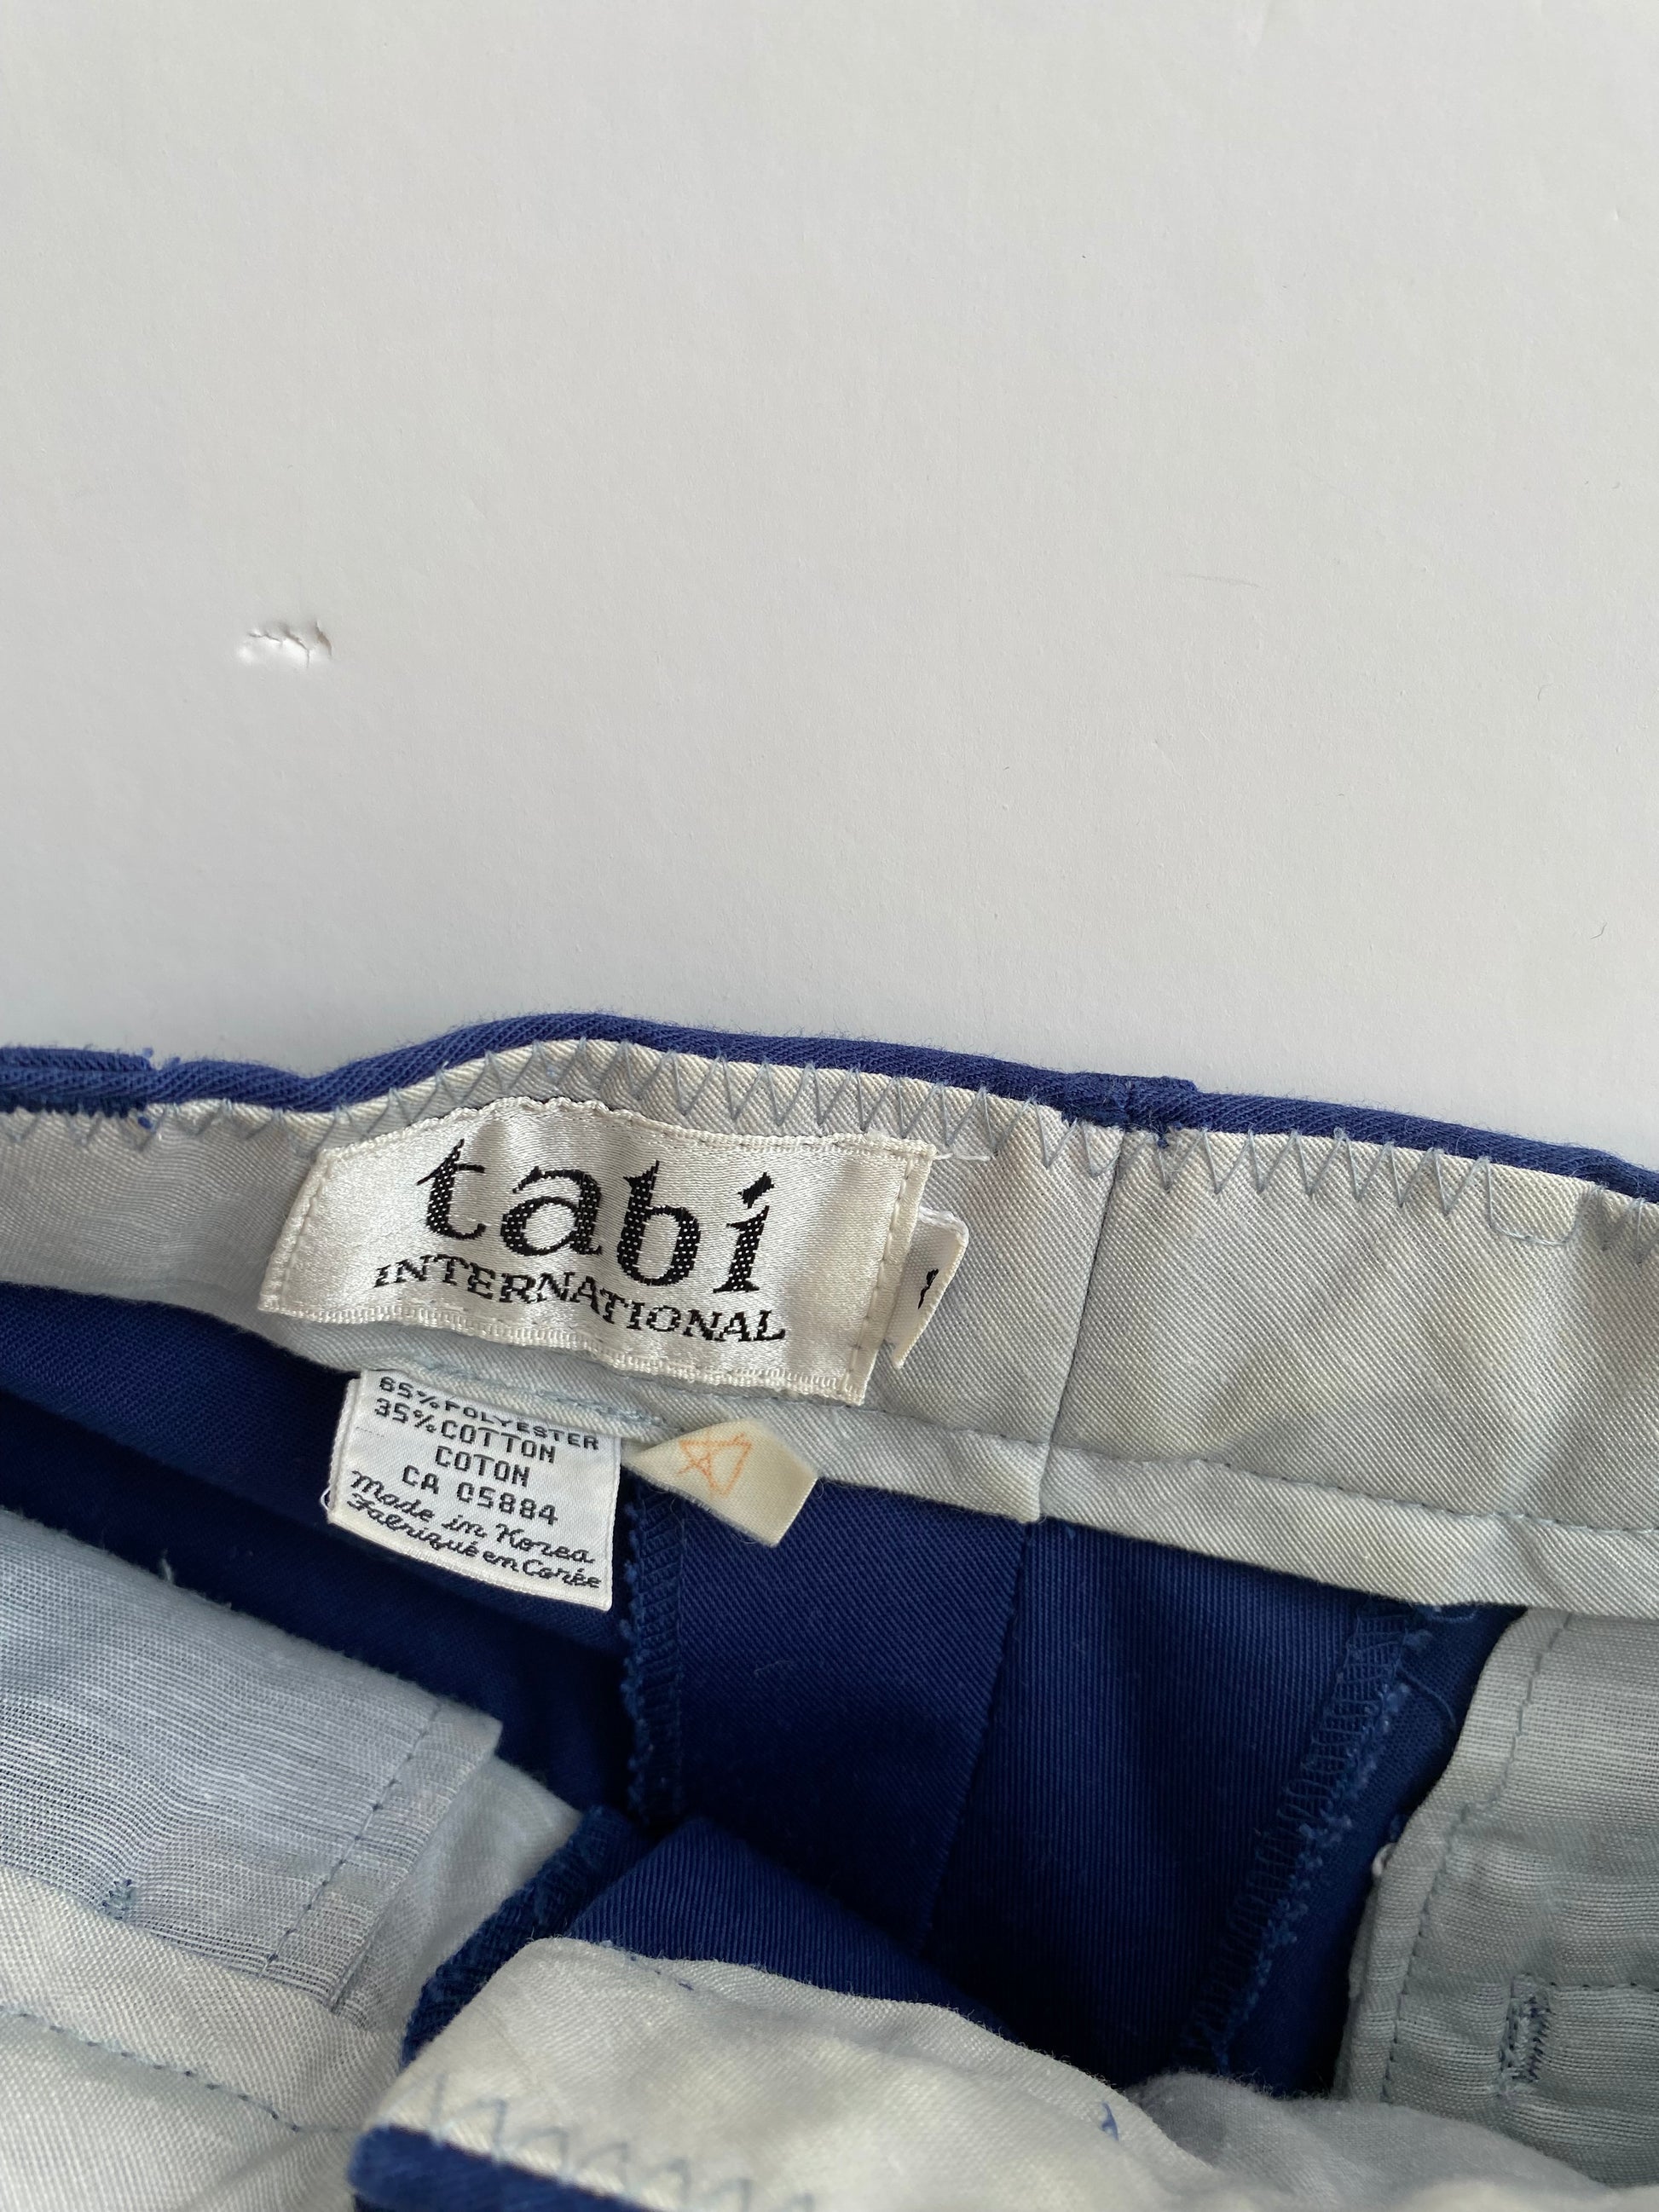 tabi
INTERNATIONAL
65% POLYESTER
35% COTTON
COTON
CA 05884
Made in Korea
Fabriqué en Corée